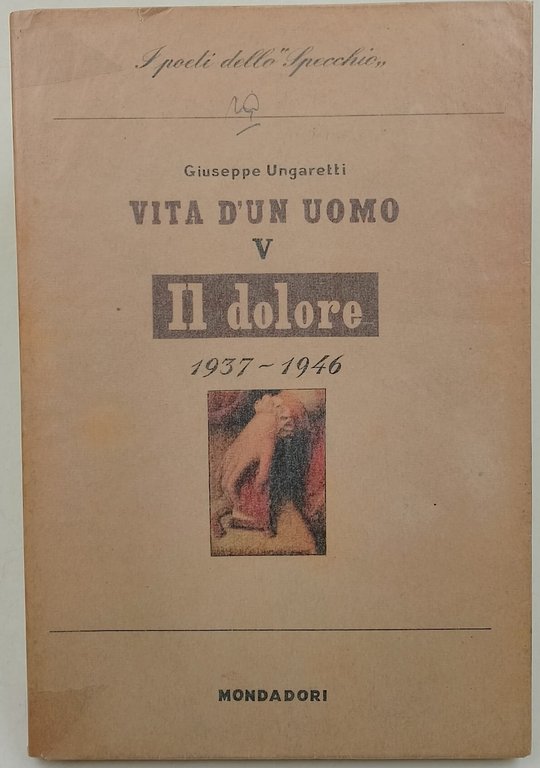 I poeti dello "Specchio„
Giuseppe Ungaretti
VITA D'UN UOMO
V
Il dolore
1937-1946
MONDADORI